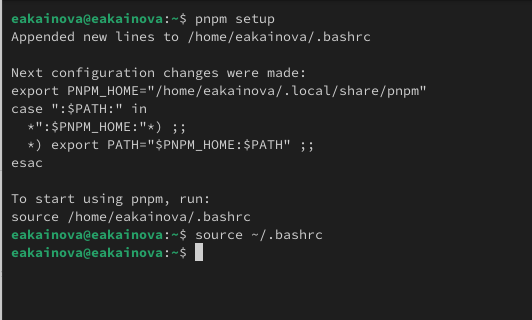 eakainova@eakainova:~$ pnpm setup
Appended new lines to /home/eakainova/.bashrc

Next configuration changes were made:
export PNPM_HOME="/home/eakainova/.local/share/pnpm"
case ":$PATH:" in
  *":$PNPM_HOME:"*) ;;
  *) export PATH="$PNPM_HOME:$PATH" ;;
esac

To start using pnpm, run:
source /home/eakainova/.bashrc
eakainova@eakainova:~$ source ~/.bashrc
eakainova@eakainova:~$